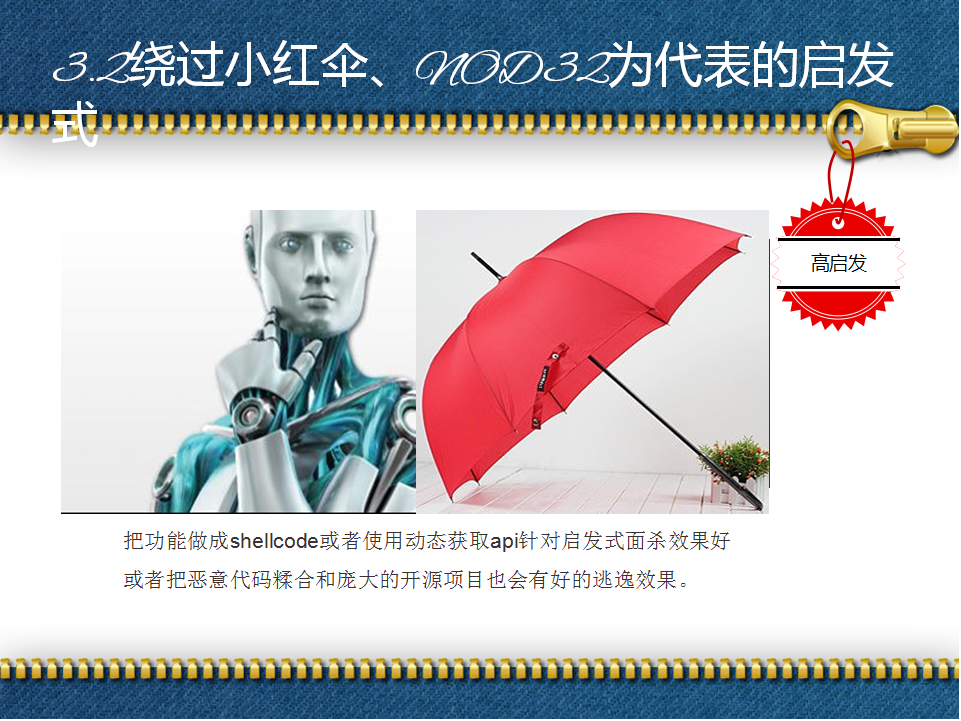 3.2绕过小红伞、NOD32为代表的启发
式
高启发
把功能做成shellcode或者使用动态获取api针对启发式面杀效果好
或者把恶意代码糅合和庞大的开源项目也会有好的逃逸效果。